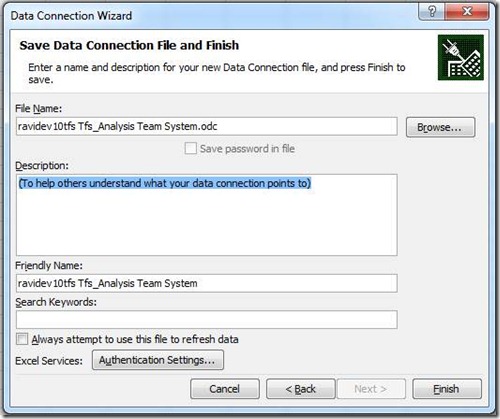 Data Connection Wizard
Save Data Connection File and Finish
Enter a name and description for your new Data Connection file, and press Finish to
save.
File Name:
ravidev10tfs Tfs_Analysis Team System.odc
Browse...
Save password in file
Description:
(To help others understand what your data connection points to)
Friendly Name:
ravidev10tfs Tfs_Analysis Team System
Search Keywords:
Always attempt to use this file to refresh data
Excel Services:
Authentication Settings...
Cancel
< Back
Next >
Finish